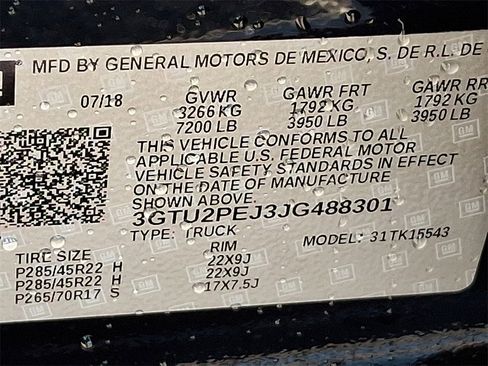 MFD BY GENERAL MOTORS DE MEXICO, S. DE R.L. DE
07/18 GVWR GAWR FRT GAWR RR
3266 KG 1792 KG 1792 KG
7200 LB 3950 LB 3950 LB
THIS VEHICLE CONFORMS TO ALL
APPLICABLE U.S. FEDERAL MOTOR
VEHICLE SAFETY STANDARDS IN EFFECT
ON THE DATE OF MANUFACTURE
SHOWN ABOVE.
3GTU2PEJ3JG488301
TYPE: TRUCK MODEL: 31TK15543
TIRE SIZE RIM
P285/45R22 H 22X9J
P285/45R22 H 22X9J
P265/70R17 S 17X7.5J